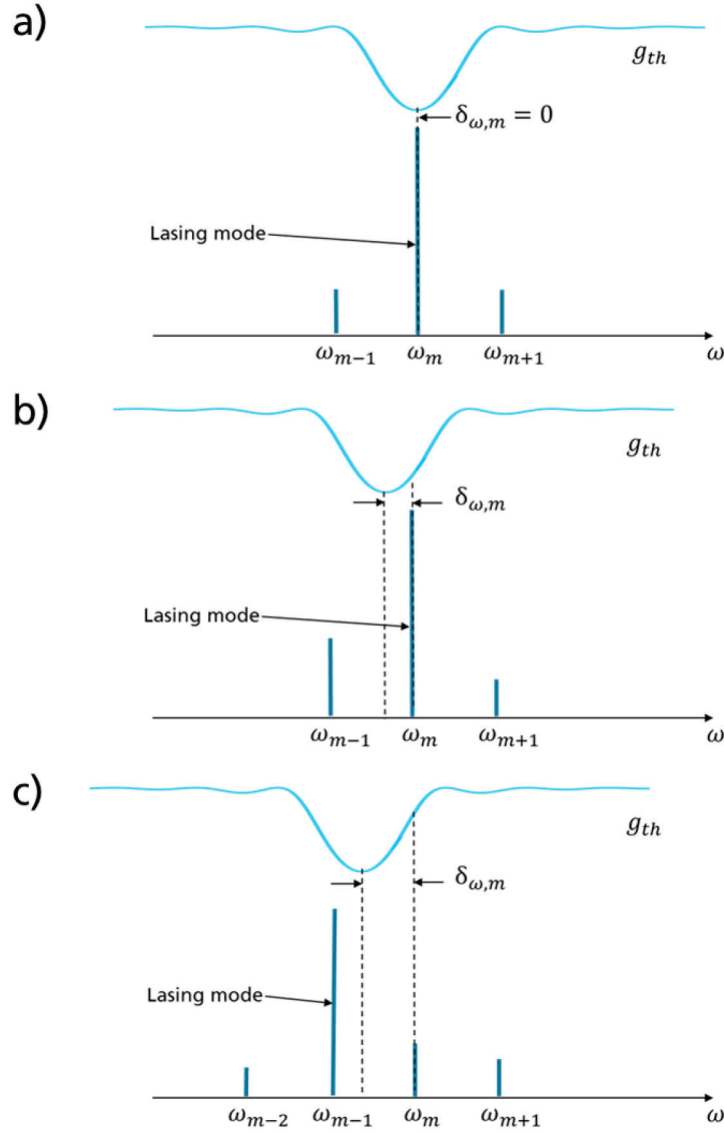 a)
g_th
δ_ω,m = 0
Lasing mode
ω_m−1 ω_m ω_m+1 ω
b)
g_th
δ_ω,m
Lasing mode
ω_m−1 ω_m ω_m+1 ω
c)
g_th
δ_ω,m
Lasing mode
ω_m−2 ω_m−1 ω_m ω_m+1 ω